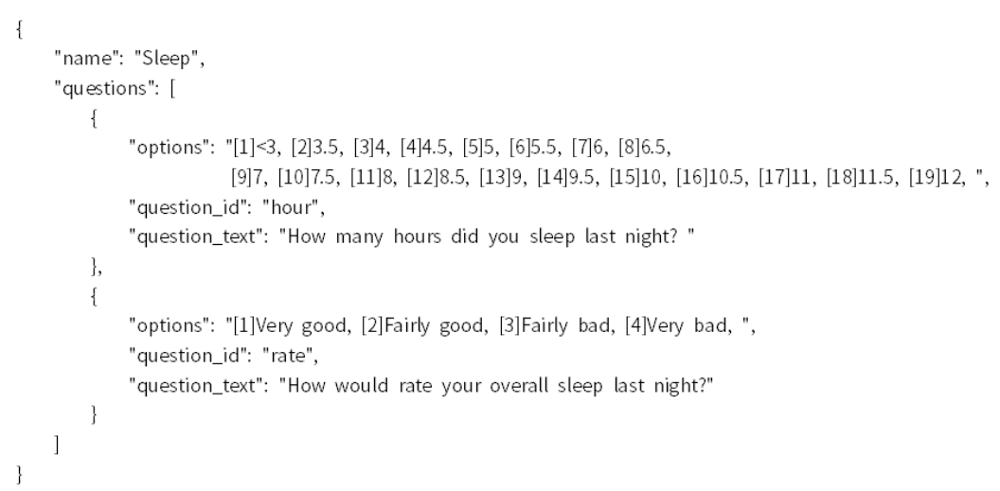 {
"name": "Sleep",
"questions": [
{
"options": "[1]<3, [2]3.5, [3]4, [4]4.5, [5]5, [6]5.5, [7]6, [8]6.5,
[9]7, [10]7.5, [11]8, [12]8.5, [13]9, [14]9.5, [15]10, [16]10.5, [17]11, [18]11.5, [19]12, ",
"question_id": "hour",
"question_text": "How many hours did you sleep last night? "
},
{
"options": "[1]Very good, [2]Fairly good, [3]Fairly bad, [4]Very bad, ",
"question_id": "rate",
"question_text": "How would rate your overall sleep last night?"
}
]
}